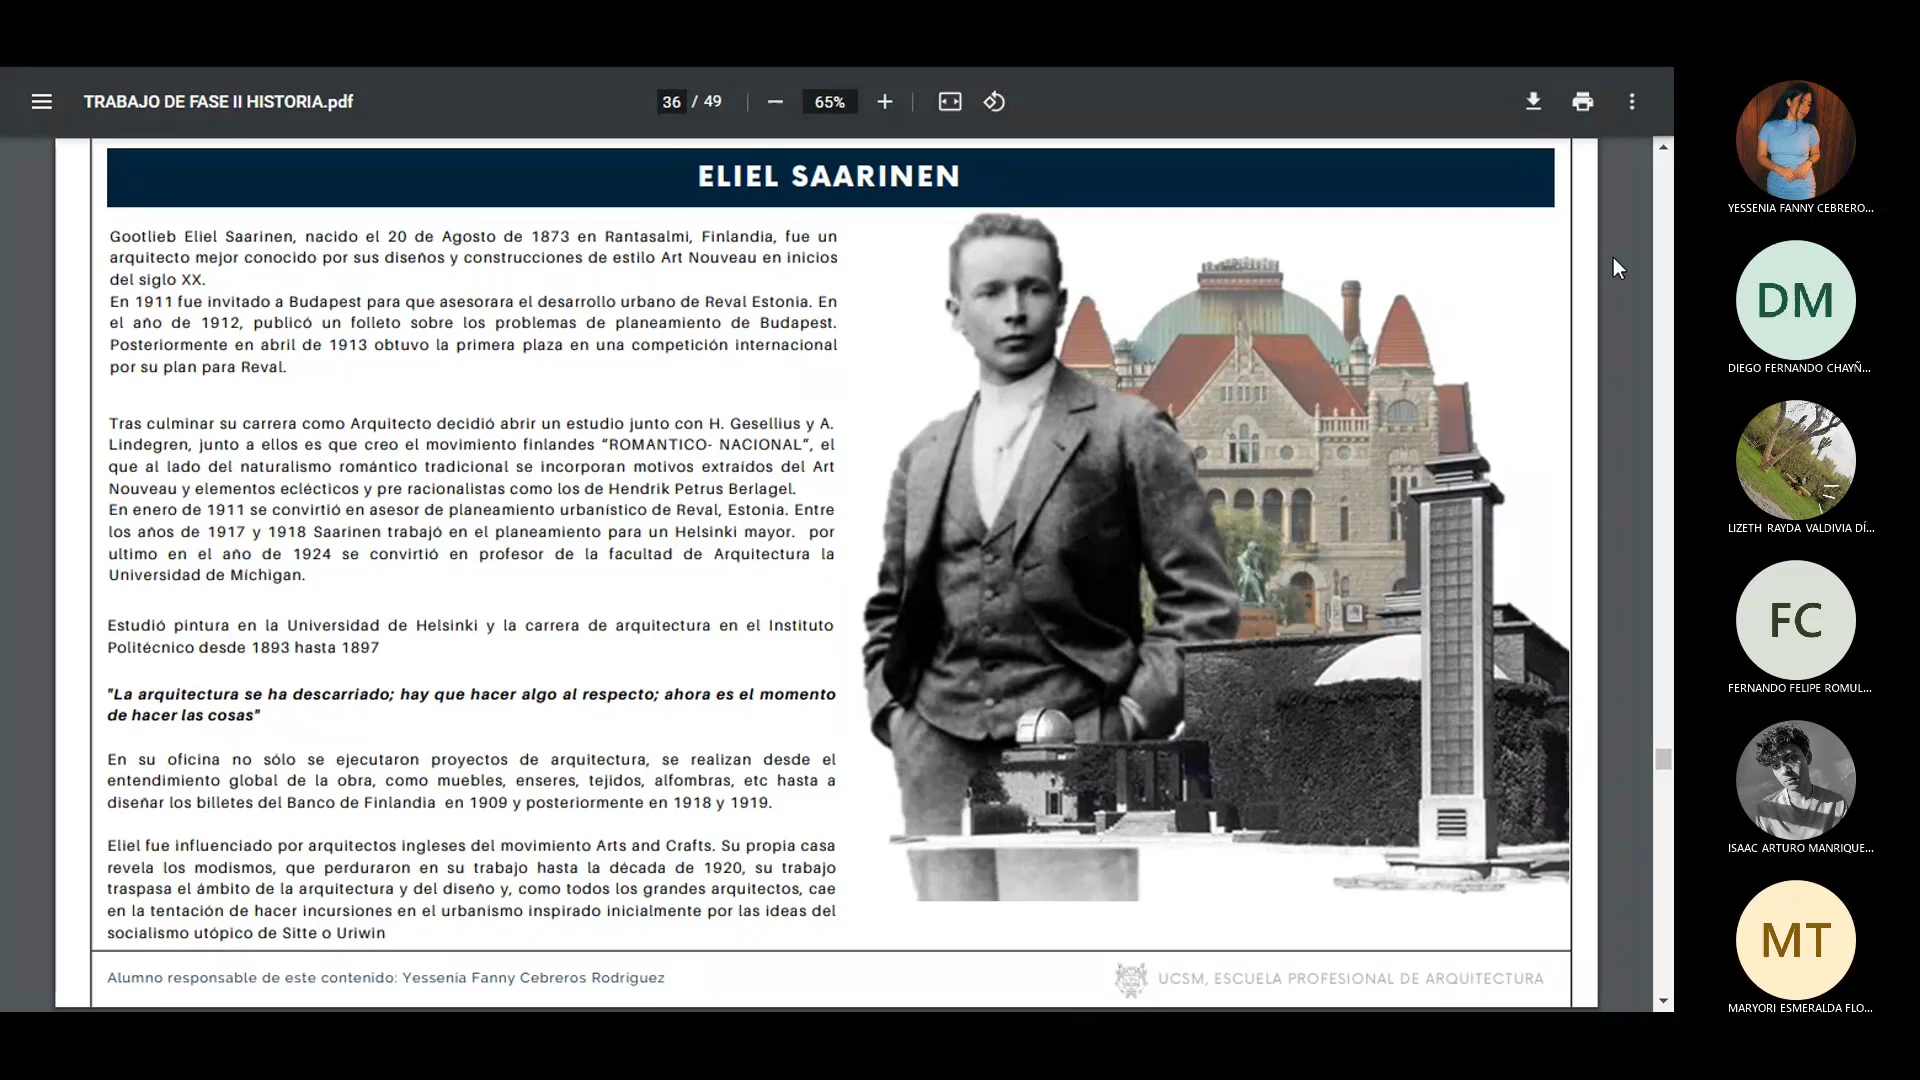 TRABAJO DE FASE II HISTORIA.pdf
36 / 49
65%
ELIEL SAARINEN
Gootlieb Eliel Saarinen, nacido el 20 de Agosto de 1873 en Rantasalmi, Finlandia, fue un
arquitecto mejor conocido por sus diseños y construcciones de estilo Art Nouveau en inicios
del siglo XX.
En 1911 fue invitado a Budapest para que asesorara el desarrollo urbano de Reval Estonia. En
el año de 1912, publicó un folleto sobre los problemas de planeamiento de Budapest.
Posteriormente en abril de 1913 obtuvo la primera plaza en una competición internacional
por su plan para Reval.
Tras culminar su carrera como Arquitecto decidió abrir un estudio junto con H. Gesellius y A.
Lindegren, junto a ellos es que creo el movimiento finlandes “ROMANTICO- NACIONAL”, el
que al lado del naturalismo romántico tradicional se incorporan motivos extraídos del Art
Nouveau y elementos eclécticos y pre racionalistas como los de Hendrik Petrus Berlagel.
En enero de 1911 se convirtió en asesor de planeamiento urbanístico de Reval, Estonia. Entre
los años de 1917 y 1918 Saarinen trabajó en el planeamiento para un Helsinki mayor. por
ultimo en el año de 1924 se convirtió en profesor de la facultad de Arquitectura la
Universidad de Míchigan.
Estudió pintura en la Universidad de Helsinki y la carrera de arquitectura en el Instituto
Politécnico desde 1893 hasta 1897
"La arquitectura se ha descarriado; hay que hacer algo al respecto; ahora es el momento
de hacer las cosas"
En su oficina no sólo se ejecutaron proyectos de arquitectura, se realizan desde el
entendimiento global de la obra, como muebles, enseres, tejidos, alfombras, etc hasta a
diseñar los billetes del Banco de Finlandia en 1909 y posteriormente en 1918 y 1919.
Eliel fue influenciado por arquitectos ingleses del movimiento Arts and Crafts. Su propia casa
revela los modismos, que perduraron en su trabajo hasta la década de 1920, su trabajo
traspasa el ámbito de la arquitectura y del diseño y, como todos los grandes arquitectos, cae
en la tentación de hacer incursiones en el urbanismo inspirado inicialmente por las ideas del
socialismo utópico de Sitte o Uriwin
Alumno responsable de este contenido: Yessenia Fanny Cebreros Rodriguez
UCSM, ESCUELA PROFESIONAL DE ARQUITECTURA
YESSENIA FANNY CEBRERO...
DM
DIEGO FERNANDO CHAYÑ...
LIZETH RAYDA VALDIVIA DÍ...
FC
FERNANDO FELIPE ROMUL...
ISAAC ARTURO MANRIQUE...
MT
MARYORI ESMERALDA FLO...